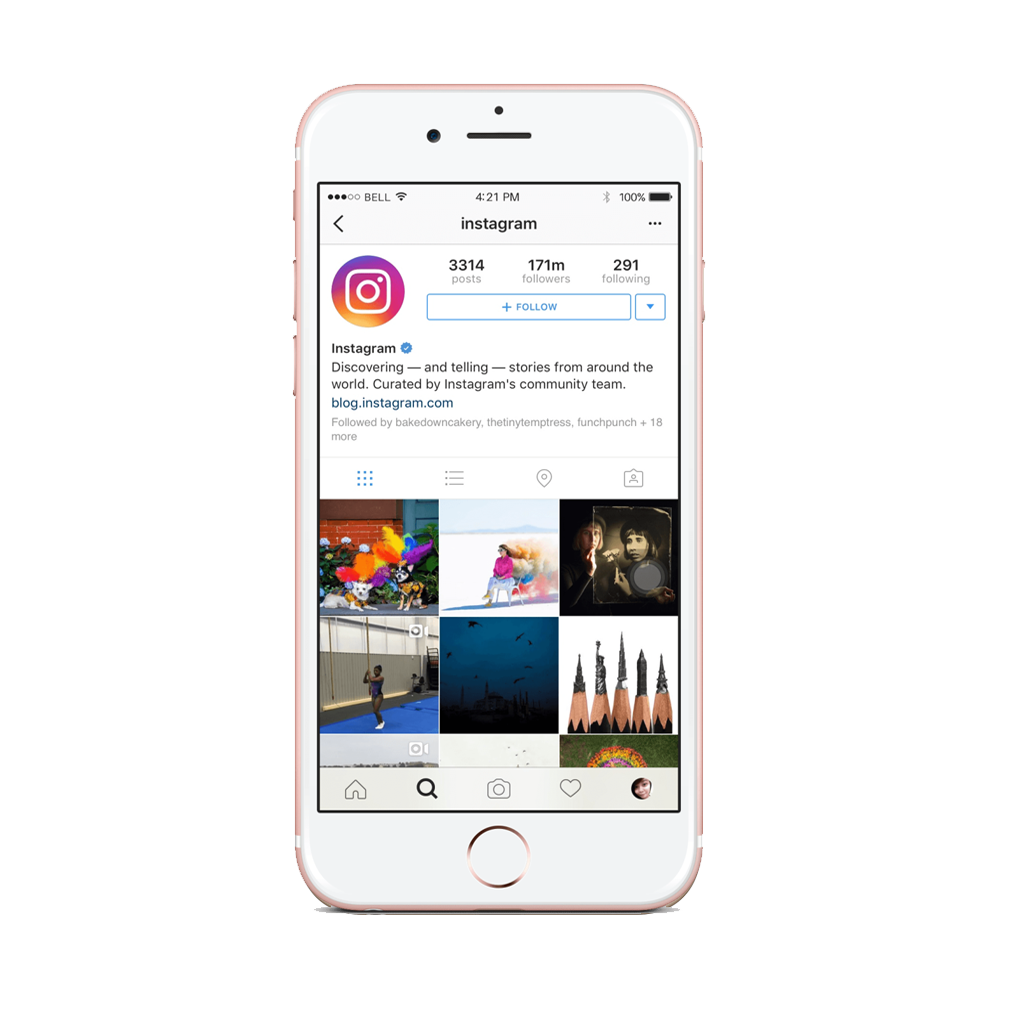 BELL 4:21 PM 100%
instagram
3314 171m 291
posts followers following
+ FOLLOW
Instagram
Discovering — and telling — stories from around the
world. Curated by Instagram's community team.
blog.instagram.com
Followed by bakedowncakery, thetinytemptress, funchpunch + 18
more